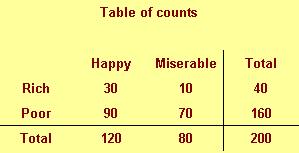 Table of counts
Happy Miserable Total
Rich 30 10 40
Poor 90 70 160
Total 120 80 200